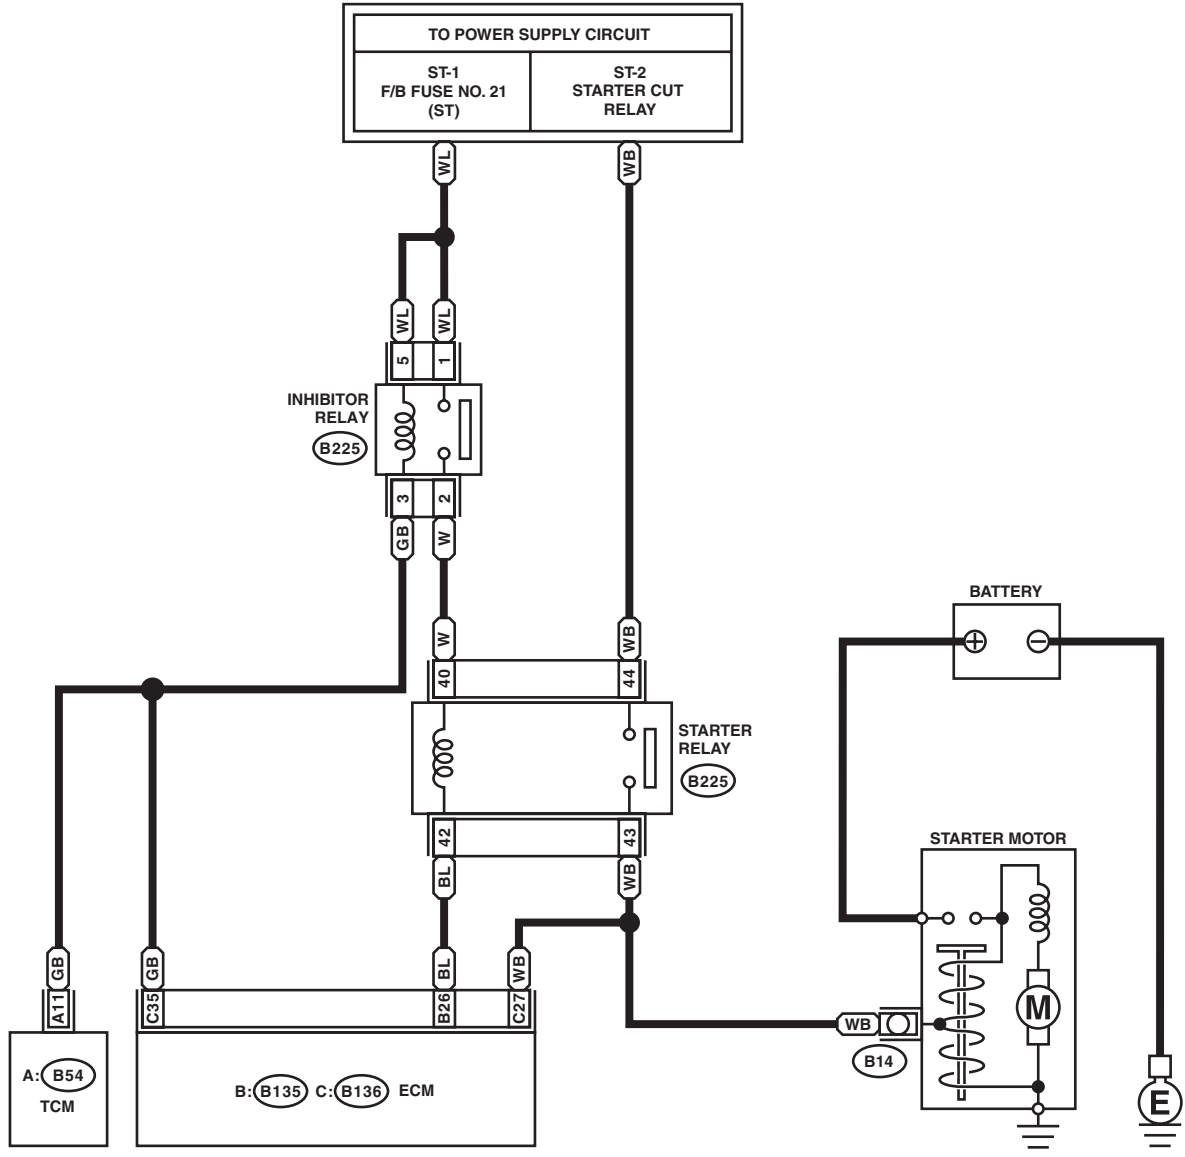 TO POWER SUPPLY CIRCUIT
ST-1
F/B FUSE NO. 21
(ST)
ST-2
STARTER CUT
RELAY
WL
WB
WL
WL
5
1
INHIBITOR
RELAY
B225
3
2
GB
W
W
WB
40
44
STARTER
RELAY
B225
42
43
BL
WB
BATTERY
+
−
STARTER MOTOR
M
GB
GB
BL
WB
A11
C35
B26
C27
WB
B14
A: B54
TCM
B: B135 C: B136 ECM
E